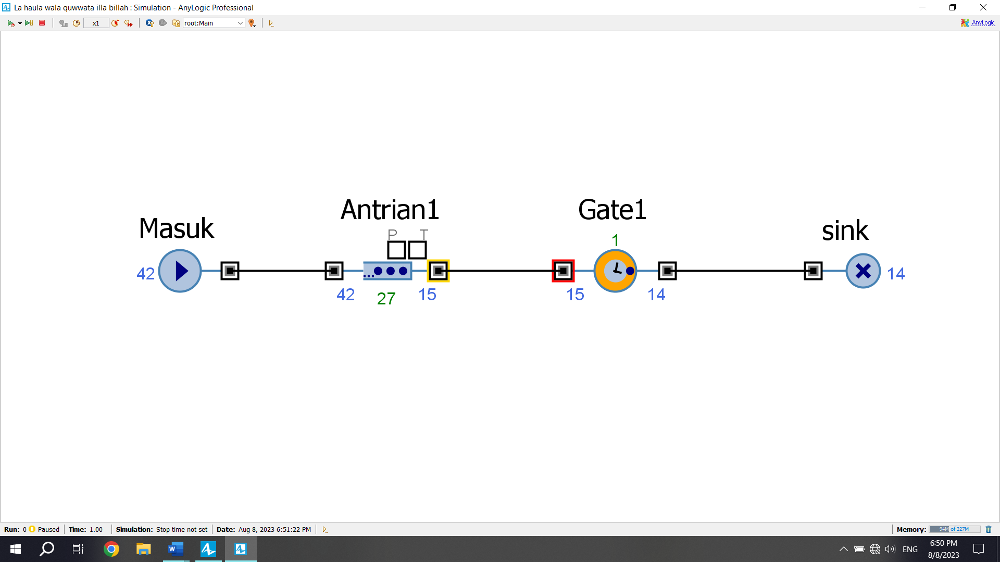 La haula wala quwwata illa billah : Simulation - AnyLogic Professional
x1 root:Main AnyLogic
Masuk
Antrian1
Gate1
sink
P T
1
42
42
27
15
15
14
14
Run: 0 Paused Time: 1.00 Simulation: Stop time not set Date: Aug 8, 2023 6:51:22 PM Memory: 94M of 227M
W
ENG
6:50 PM
8/8/2023